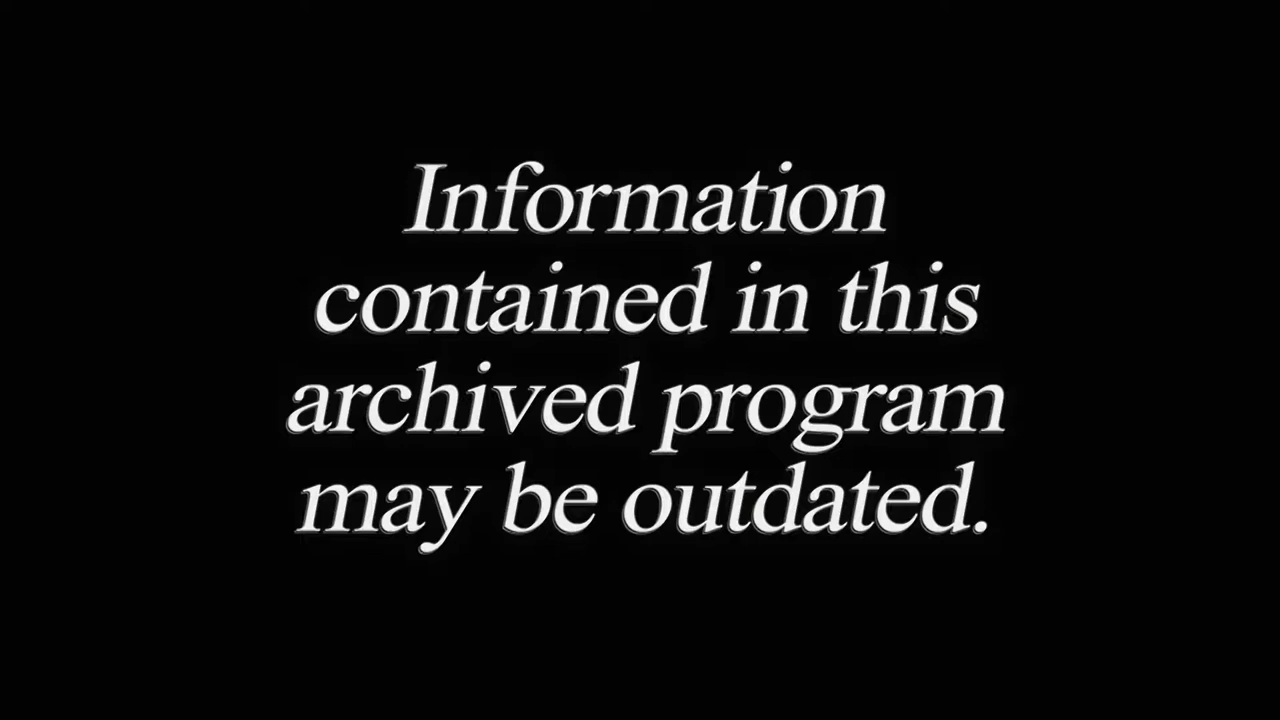 Information
contained in this
archived program
may be outdated.